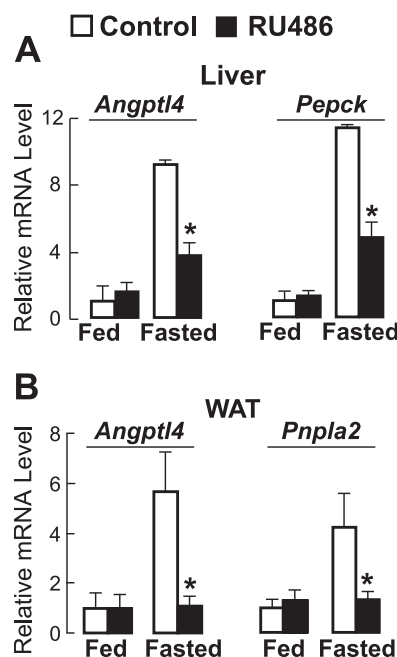 Control RU486
A
Liver
Angptl4 Pepck
Relative mRNA Level
12
8
4
0
* *
Fed Fasted Fed Fasted
B
WAT
Angptl4 Pnpla2
Relative mRNA Level
8
6
4
2
0
* *
Fed Fasted Fed Fasted